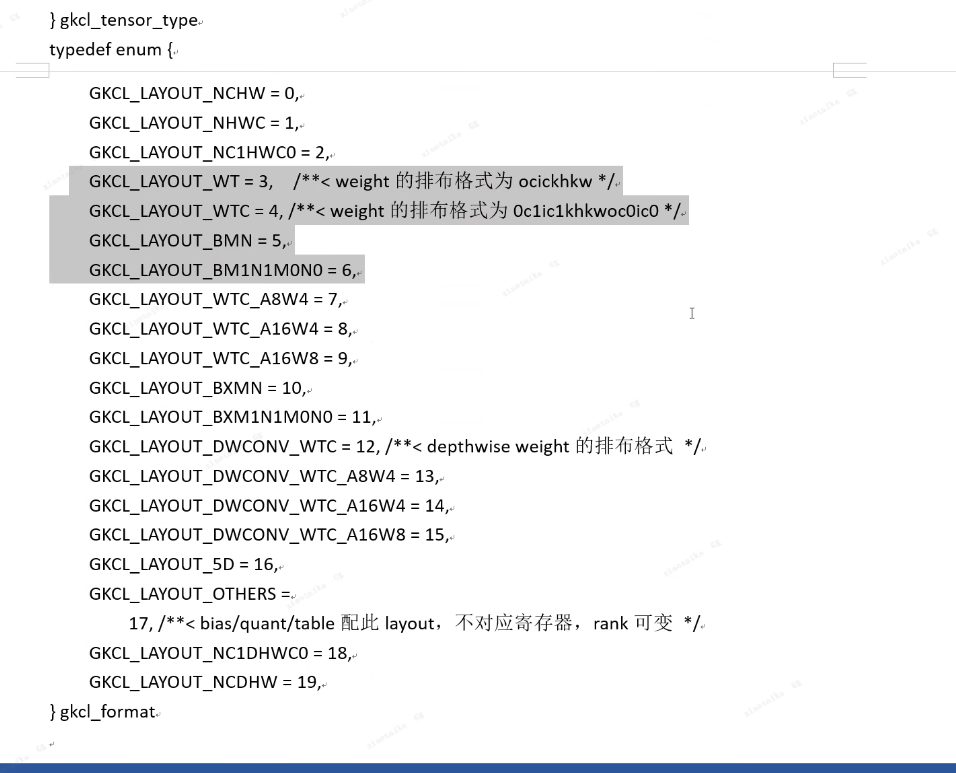 } gkcl_tensor_type
typedef enum {
GKCL_LAYOUT_NCHW = 0,
GKCL_LAYOUT_NHWC = 1,
GKCL_LAYOUT_NC1HWC0 = 2,
GKCL_LAYOUT_WT = 3, /**< weight 的排布格式为 ocickhkw */
GKCL_LAYOUT_WTC = 4, /**< weight 的排布格式为 0c1ic1khkwoc0ic0 */
GKCL_LAYOUT_BMN = 5,
GKCL_LAYOUT_BM1N1M0N0 = 6,
GKCL_LAYOUT_WTC_A8W4 = 7,
GKCL_LAYOUT_WTC_A16W4 = 8,
GKCL_LAYOUT_WTC_A16W8 = 9,
GKCL_LAYOUT_BXMN = 10,
GKCL_LAYOUT_BXM1N1M0N0 = 11,
GKCL_LAYOUT_DWCONV_WTC = 12, /**< depthwise weight 的排布格式 */
GKCL_LAYOUT_DWCONV_WTC_A8W4 = 13,
GKCL_LAYOUT_DWCONV_WTC_A16W4 = 14,
GKCL_LAYOUT_DWCONV_WTC_A16W8 = 15,
GKCL_LAYOUT_5D = 16,
GKCL_LAYOUT_OTHERS =
17, /**< bias/quant/table 配此 layout，不对应寄存器，rank 可变 */
GKCL_LAYOUT_NC1DHWC0 = 18,
GKCL_LAYOUT_NCDHW = 19,
} gkcl_format